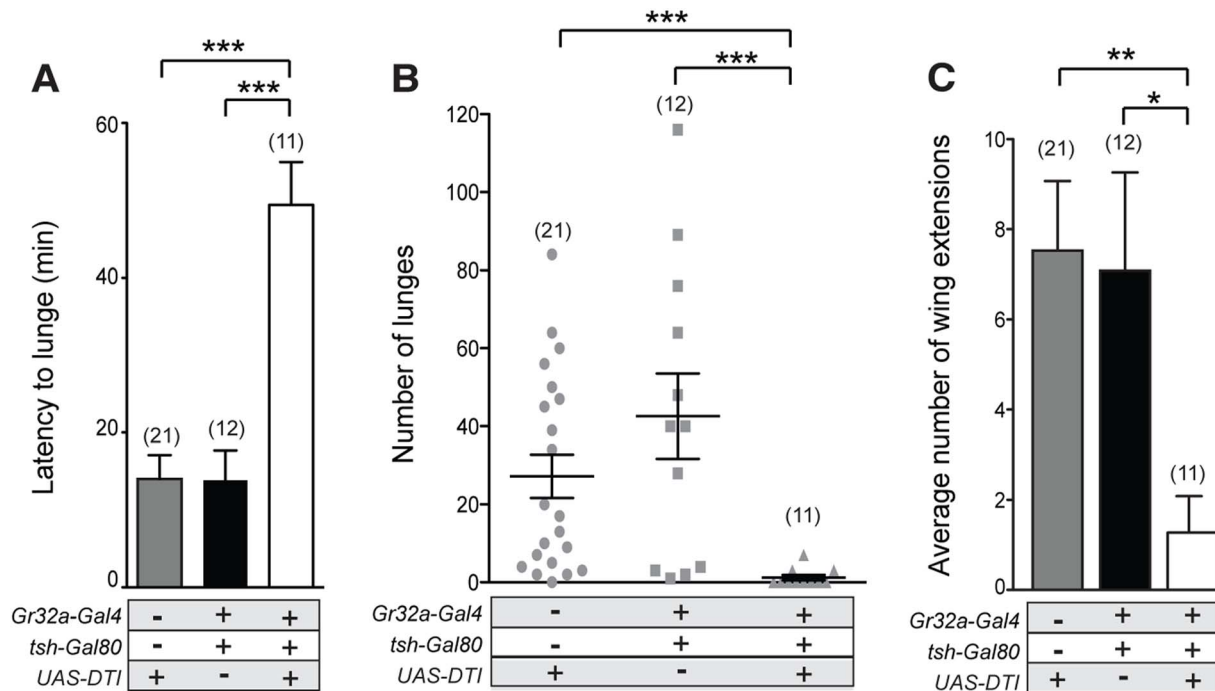 A
***
***
(11)
(21)
(12)
60
40
20
0
Latency to lunge (min)
Gr32a-Gal4 - + +
tsh-Gal80 - + +
UAS-DTI + - +
B
***
***
(12)
(21)
(11)
120
100
80
60
40
20
0
Number of lunges
Gr32a-Gal4 - + +
tsh-Gal80 - + +
UAS-DTI + - +
C
**
*
(21)
(12)
(11)
10
8
6
4
2
0
Average number of wing extensions
Gr32a-Gal4 - + +
tsh-Gal80 - + +
UAS-DTI + - +